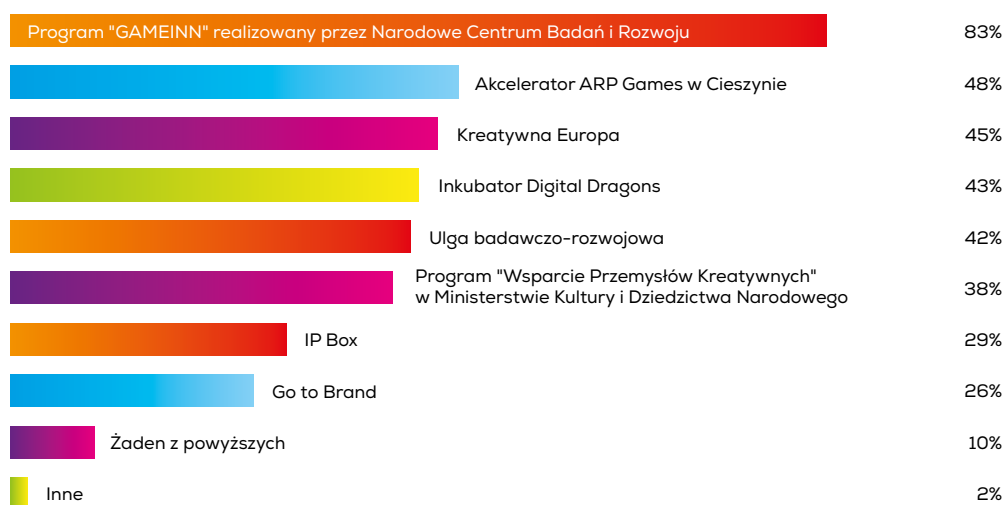 Program "GAMEINN" realizowany przez Narodowe Centrum Badań i Rozwoju 83%
Akcelerator ARP Games w Cieszynie 48%
Kreatywna Europa 45%
Inkubator Digital Dragons 43%
Ulga badawczo-rozwojowa 42%
Program "Wsparcie Przemysłów Kreatywnych"
w Ministerstwie Kultury i Dziedzictwa Narodowego 38%
IP Box 29%
Go to Brand 26%
Żaden z powyższych 10%
Inne 2%